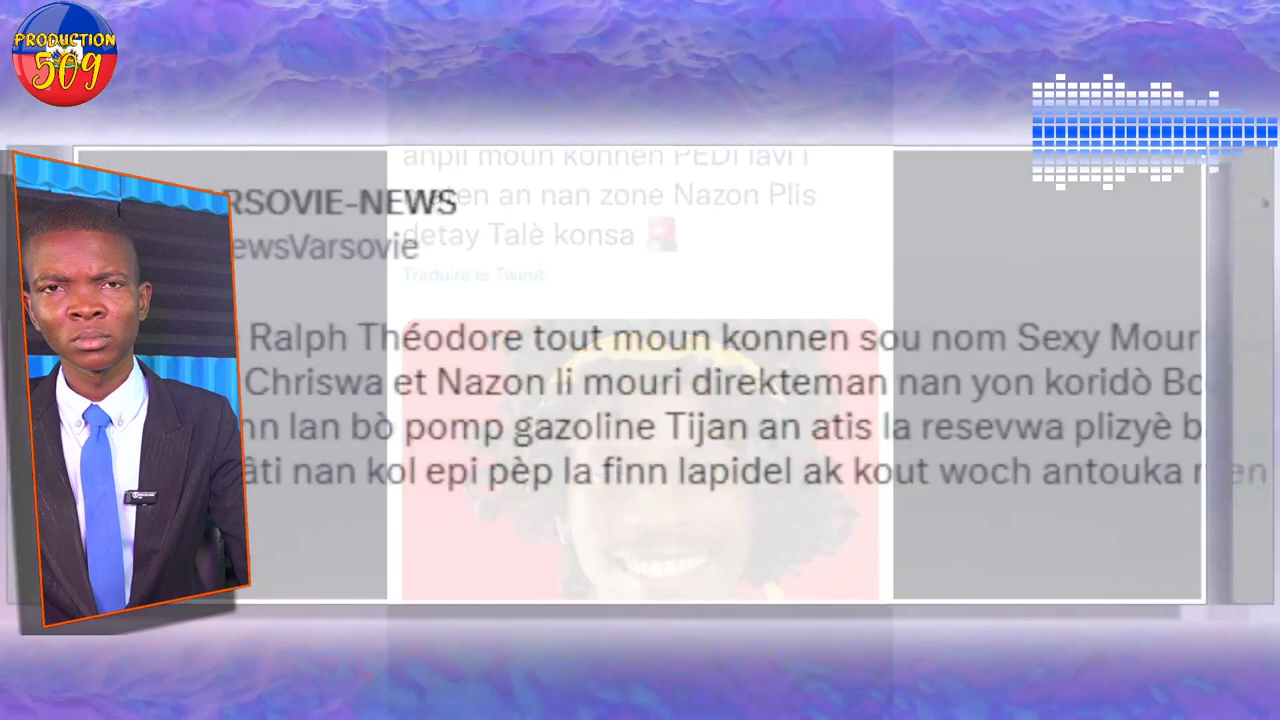 PRODUCTION
509
anpil moun konnen PEDI lavi l
an nan zone Nazon Plis
detay Talè konsa
Traduire le Tweet
RSOVIE-NEWS
ewsVarsovie
Ralph Théodore tout moun konnen sou nom Sexy Mour
Chriswa et Nazon li mouri direkteman nan yon koridò
nn lan bò pomp gazoline Tijan an atis la resevwa plizyè b
âti nan kol epi pèp la finn lapidel ak kout woch antouka